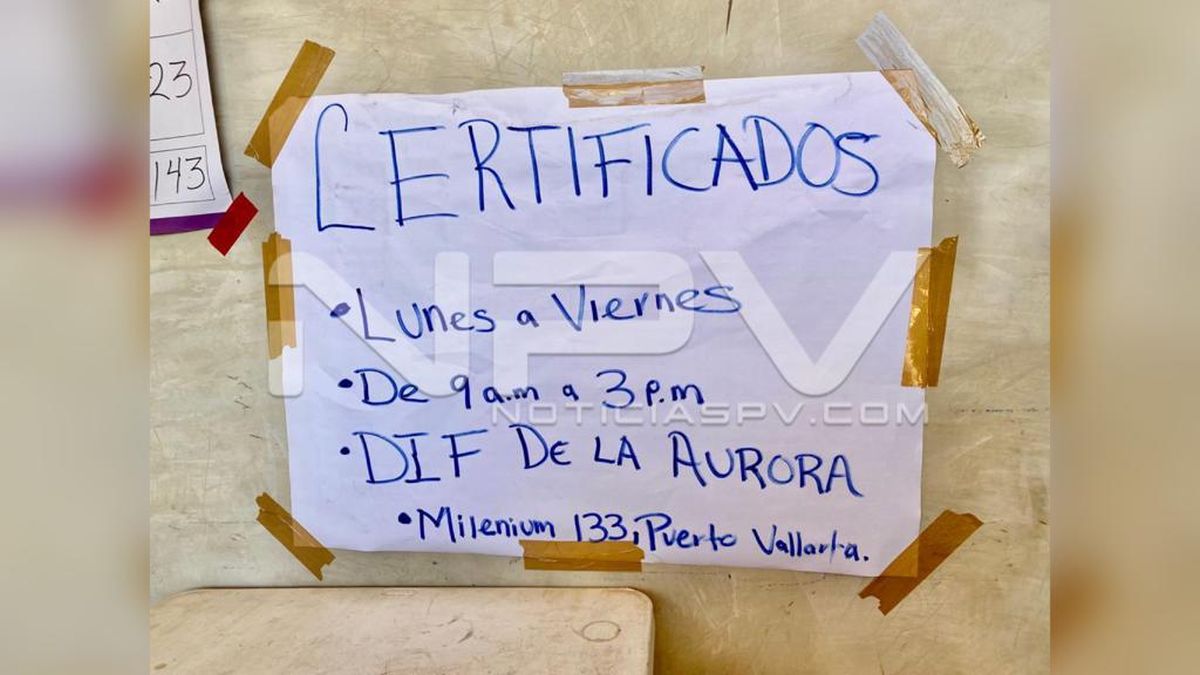 23
143
CERTIFICADOS
• Lunes a Viernes
• De 9 a.m a 3 p.m
• DIF DE LA AURORA
• Milenium 133, Puerto Vallarta.
NPV
NOTICIASPV.COM